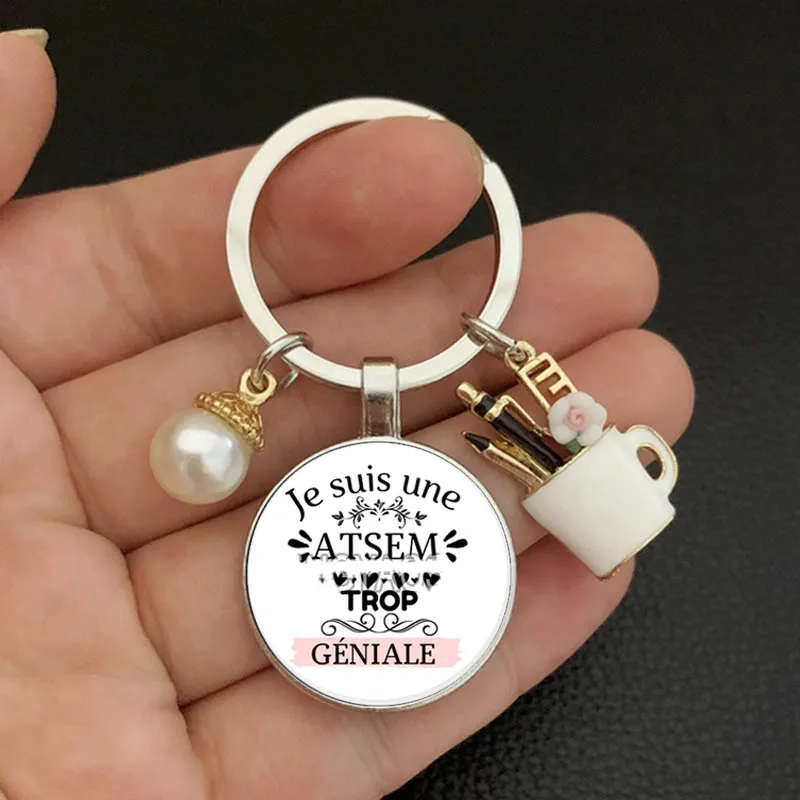 Je suis une
ATSEM
TROP
GÉNIALE